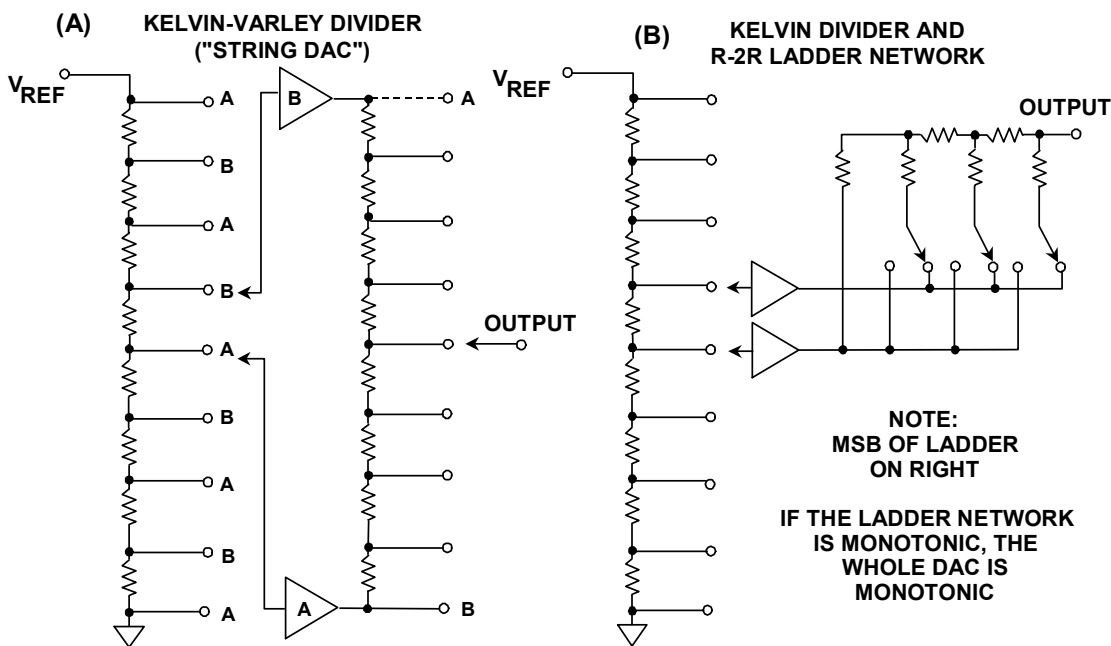 (A)
KELVIN-VARLEY DIVIDER
("STRING DAC")
VREF
A
B
A
B
A
B
A
B
A
B
A
A
B
OUTPUT
(B)
KELVIN DIVIDER AND
R-2R LADDER NETWORK
VREF
OUTPUT
NOTE:
MSB OF LADDER
ON RIGHT
IF THE LADDER NETWORK
IS MONOTONIC, THE
WHOLE DAC IS
MONOTONIC